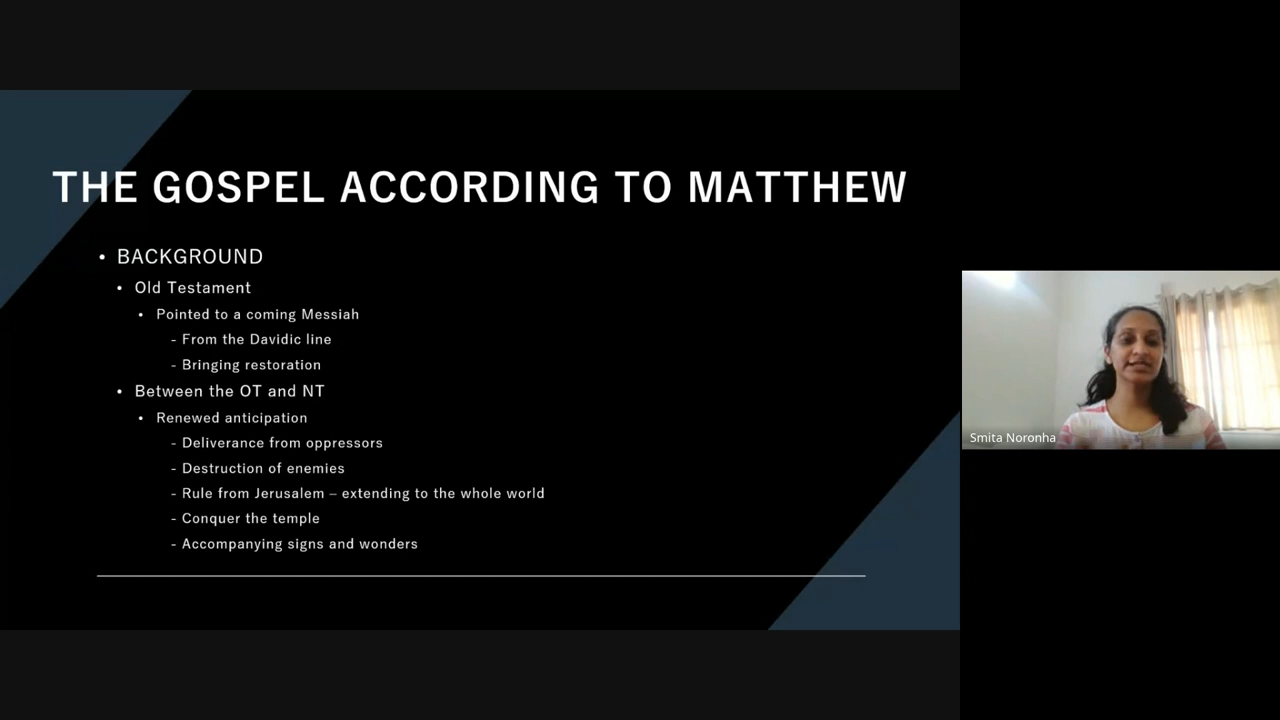 THE GOSPEL ACCORDING TO MATTHEW
• BACKGROUND
• Old Testament
• Pointed to a coming Messiah
- From the Davidic line
- Bringing restoration
• Between the OT and NT
• Renewed anticipation
- Deliverance from oppressors
- Destruction of enemies
- Rule from Jerusalem – extending to the whole world
- Conquer the temple
- Accompanying signs and wonders
Smita Noronha